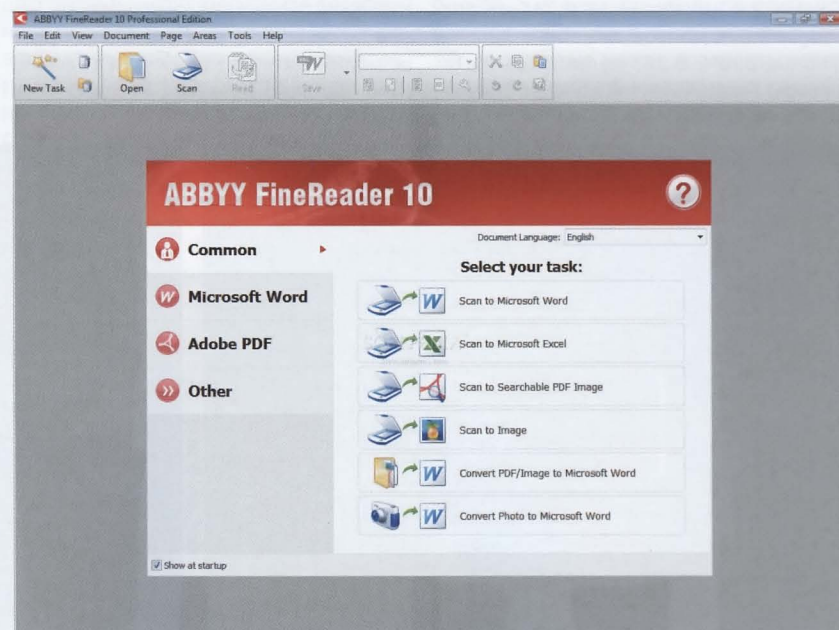 ABBYY FineReader 10 Professional Edition
File Edit View Document Page Areas Tools Help
New Task Open Scan Read Save
ABBYY FineReader 10
?
Document Language: English
Common
Select your task:
Microsoft Word
Scan to Microsoft Word
Adobe PDF
Scan to Microsoft Excel
Other
Scan to Searchable PDF Image
Scan to Image
Convert PDF/Image to Microsoft Word
Convert Photo to Microsoft Word
Show at startup